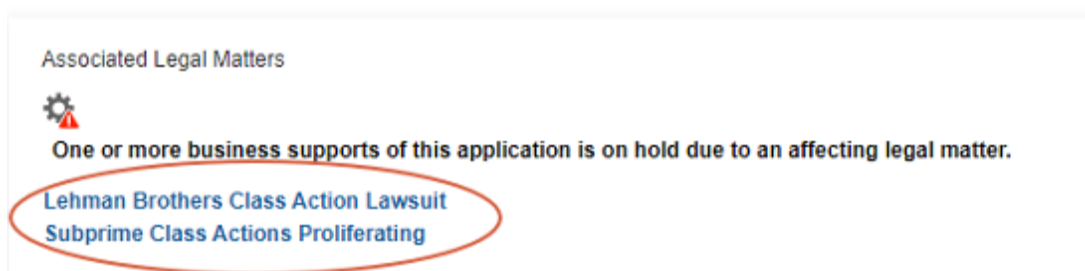 Associated Legal Matters
One or more business supports of this application is on hold due to an affecting legal matter.
Lehman Brothers Class Action Lawsuit
Subprime Class Actions Proliferating